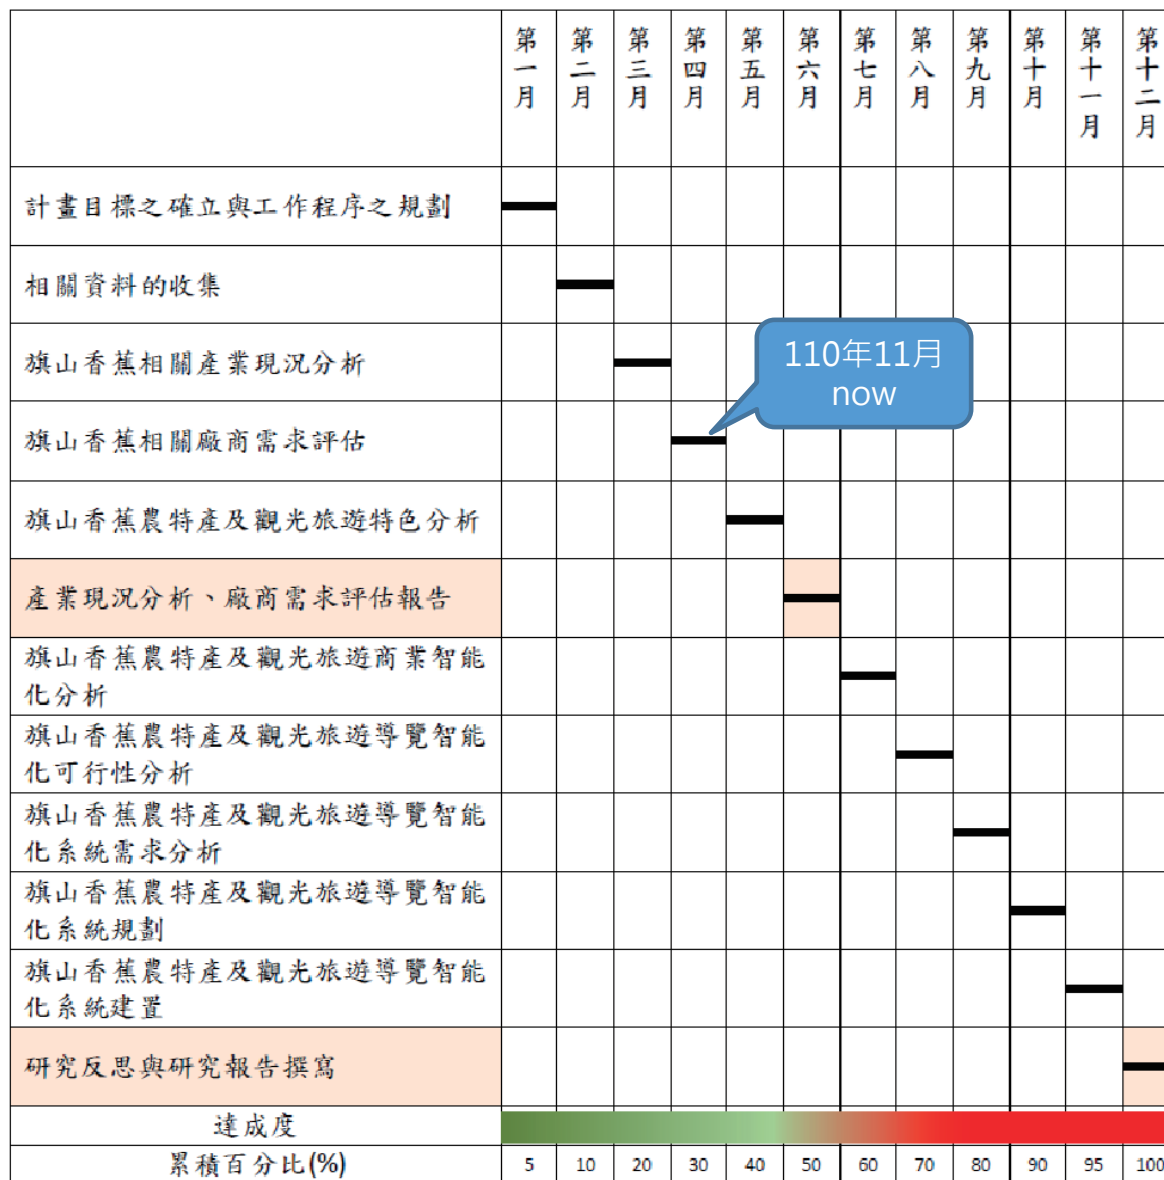 第一月 第二月 第三月 第四月 第五月 第六月 第七月 第八月 第九月 第十月 第十一月 第十二月
計畫目標之確立與工作程序之規劃
相關資料的收集
旗山香蕉相關產業現況分析
110年11月
now
旗山香蕉相關廠商需求評估
旗山香蕉農特產及觀光旅遊特色分析
產業現況分析、廠商需求評估報告
旗山香蕉農特產及觀光旅遊商業智能
化分析
旗山香蕉農特產及觀光旅遊導覽智能
化可行性分析
旗山香蕉農特產及觀光旅遊導覽智能
化系統需求分析
旗山香蕉農特產及觀光旅遊導覽智能
化系統規劃
旗山香蕉農特產及觀光旅遊導覽智能
化系統建置
研究反思與研究報告撰寫
達成度
累積百分比(%) 5 10 20 30 40 50 60 70 80 90 95 100